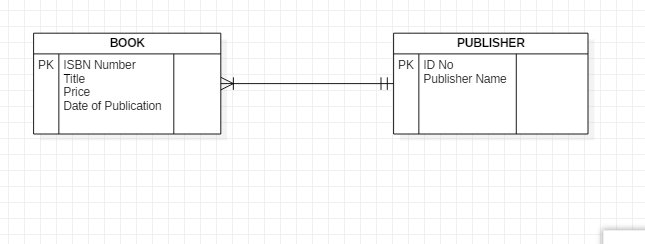 BOOK
PK ISBN Number
Title
Price
Date of Publication
PUBLISHER
PK ID No
Publisher Name